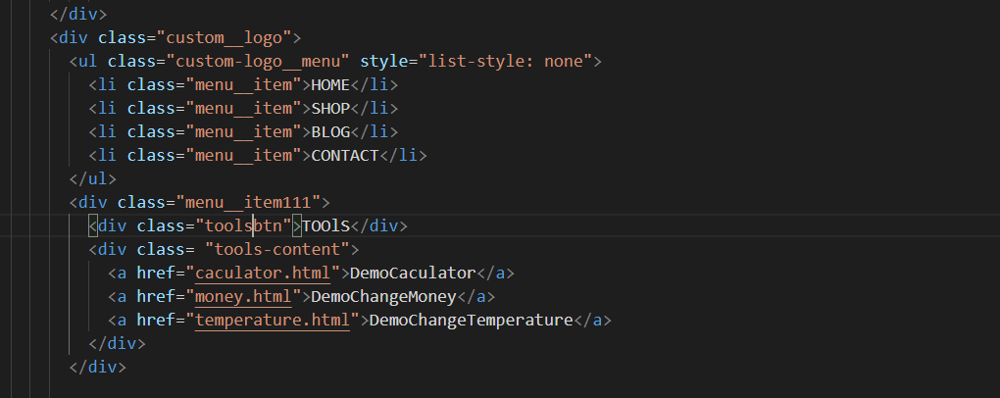 </div>
<div class="custom__logo">
<ul class="custom-logo__menu" style="list-style: none">
<li class="menu__item">HOME</li>
<li class="menu__item">SHOP</li>
<li class="menu__item">BLOG</li>
<li class="menu__item">CONTACT</li>
</ul>
<div class="menu__item111">
<div class="toolsbtn">TOOlS</div>
<div class= "tools-content">
<a href="caculator.html">DemoCaculator</a>
<a href="money.html">DemoChangeMoney</a>
<a href="temperature.html">DemoChangeTemperature</a>
</div>
</div>